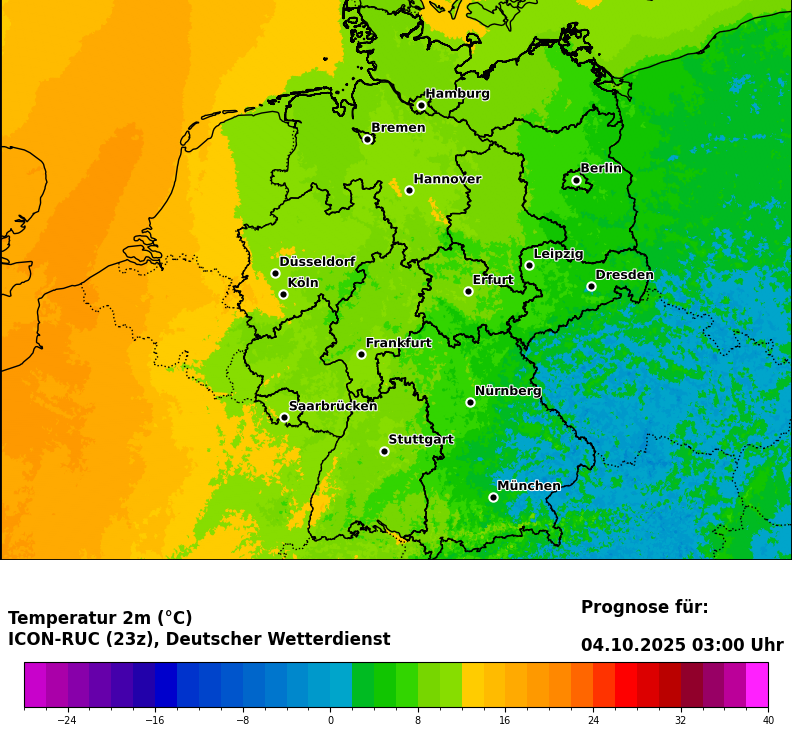 Hamburg
Bremen
Berlin
Hannover
Leipzig
Düsseldorf
Dresden
Köln
Erfurt
Frankfurt
Nürnberg
Saarbrücken
Stuttgart
München
Temperatur 2m (°C)
ICON-RUC (23z), Deutscher Wetterdienst
Prognose für:
04.10.2025 03:00 Uhr
−24 −16 −8 0 8 16 24 32 40